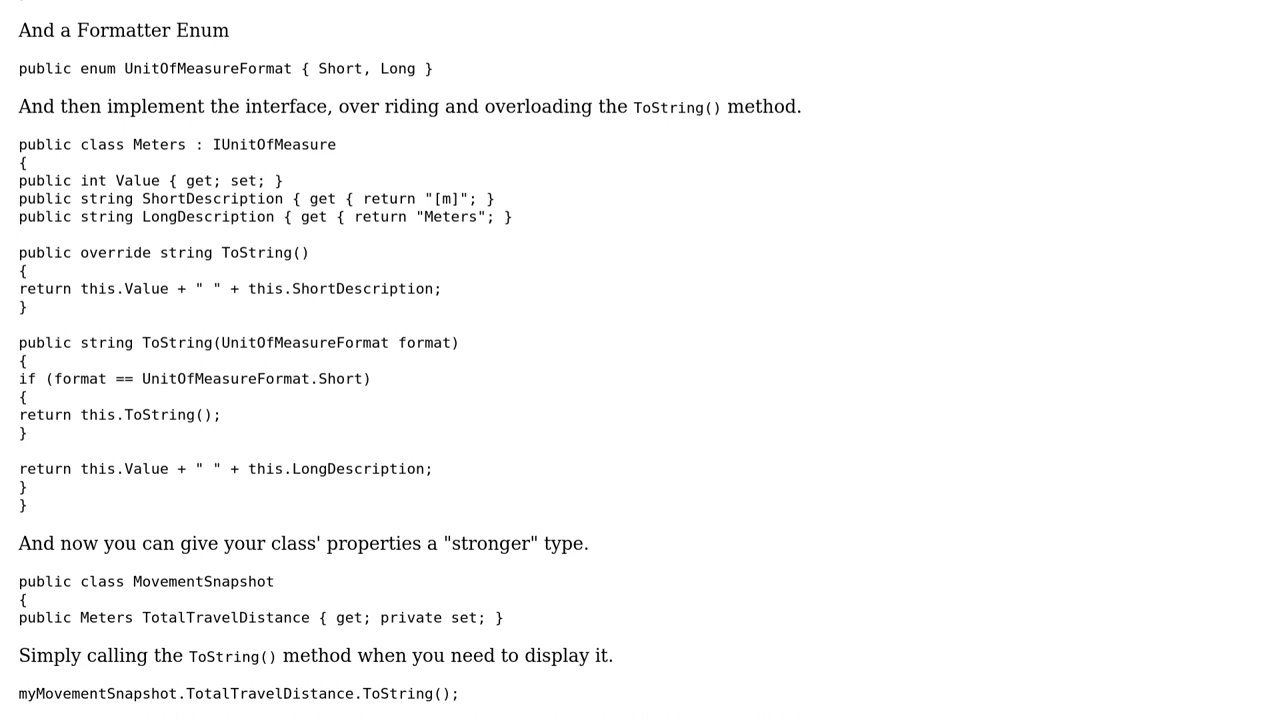 And a Formatter Enum
public enum UnitOfMeasureFormat { Short, Long }
And then implement the interface, over riding and overloading the ToString() method.
public class Meters : IUnitOfMeasure
{
public int Value { get; set; }
public string ShortDescription { get { return "[m]"; }
public string LongDescription { get { return "Meters"; }
public override string ToString()
{
return this.Value + " " + this.ShortDescription;
}
public string ToString(UnitOfMeasureFormat format)
{
if (format == UnitOfMeasureFormat.Short)
{
return this.ToString();
}
return this.Value + " " + this.LongDescription;
}
}
And now you can give your class' properties a "stronger" type.
public class MovementSnapshot
{
public Meters TotalTravelDistance { get; private set; }
Simply calling the ToString() method when you need to display it.
myMovementSnapshot.TotalTravelDistance.ToString();